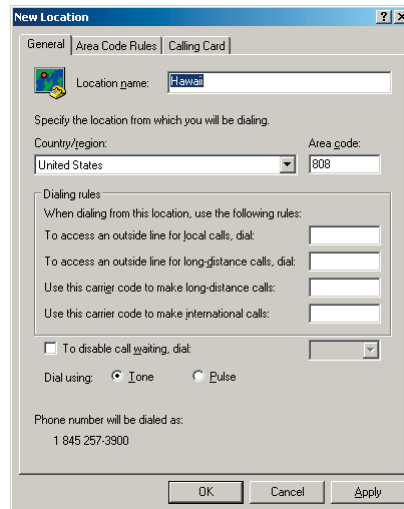 New Location
General Area Code Rules Calling Card
Location name: Hawaii
Specify the location from which you will be dialing.
Country/region: Area code:
United States 808
Dialing rules
When dialing from this location, use the following rules:
To access an outside line for local calls, dial:
To access an outside line for long-distance calls, dial:
Use this carrier code to make long-distance calls:
Use this carrier code to make international calls:
To disable call waiting, dial:
Dial using: Tone Pulse
Phone number will be dialed as:
1 845 257-3900
OK Cancel Apply